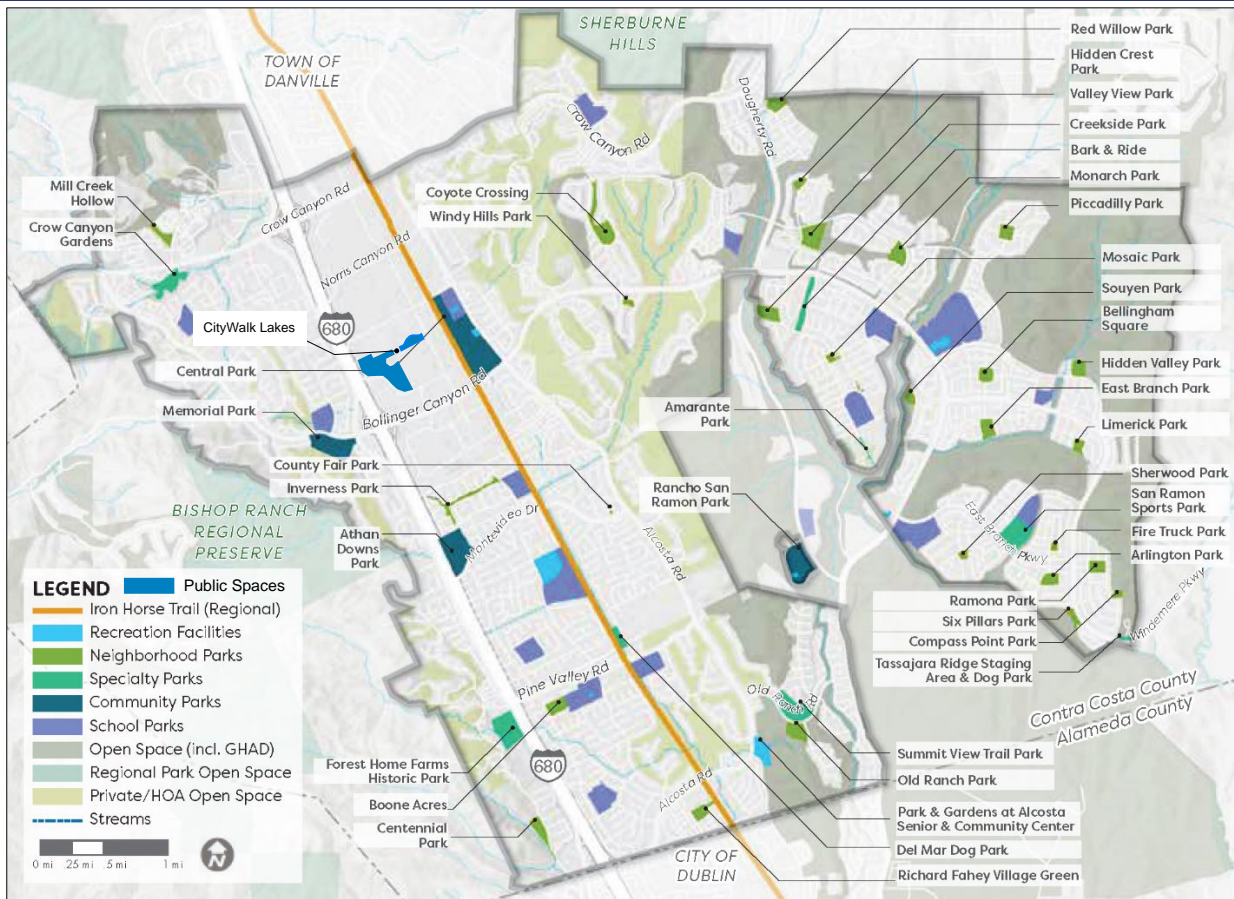 SHERBURNE
HILLS
TOWN OF
DANVILLE
Dougherty Rd
Crow Canyon Rd
Red Willow Park
Hidden Crest
Park
Valley View Park
Creekside Park
Bark & Ride
Monarch Park
Piccadilly Park
Mosaic Park
Souyen Park
Bellingham
Square
Hidden Valley Park
East Branch Park
Limerick Park
Sherwood Park
San Ramon
Sports Park
Fire Truck Park
Arlington Park
Ramona Park
Six Pillars Park
Compass Point Park
Tassajara Ridge Staging
Area & Dog Park
East Branch Pkwy
Windemere Pkwy
Contra Costa County
Alameda County
Mill Creek
Hollow
Crow Canyon
Gardens
Crow Canyon Rd
Norris Canyon Rd
Coyote Crossing
Windy Hills Park
CityWalk Lakes
680
Central Park
Bollinger Canyon Rd
Memorial Park
County Fair Park
Inverness Park
Montevideo Dr
Athan
Downs
Park
BISHOP RANCH
REGIONAL
PRESERVE
Amarante
Park
Rancho San
Ramon Park
Alcosta Rd
Pine Valley Rd
Old Ranch Rd
Forest Home Farms
Historic Park
680
Boone Acres
Centennial
Park
Alcosta Rd
CITY OF
DUBLIN
Summit View Trail Park
Old Ranch Park
Park & Gardens at Alcosta
Senior & Community Center
Del Mar Dog Park
Richard Fahey Village Green
LEGEND Public Spaces
Iron Horse Trail (Regional)
Recreation Facilities
Neighborhood Parks
Specialty Parks
Community Parks
School Parks
Open Space (incl. GHAD)
Regional Park Open Space
Private/HOA Open Space
Streams
0 mi .25 mi .5 mi 1 mi
N